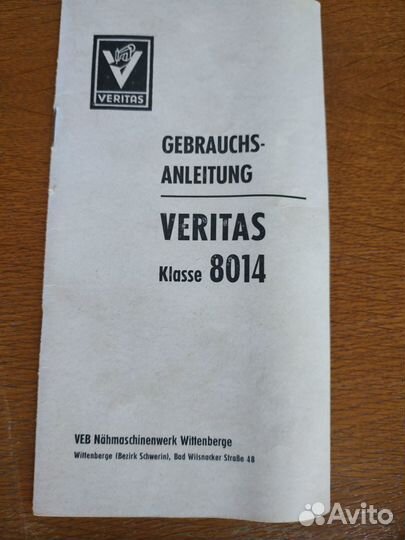 VERITAS
GEBRAUCHS-
ANLEITUNG
VERITAS
Klasse 8014
VEB Nähmaschinenwerk Wittenberge
Wittenberge (Bezirk Schwerin), Bad Wilsnacker Straße 48
Avito